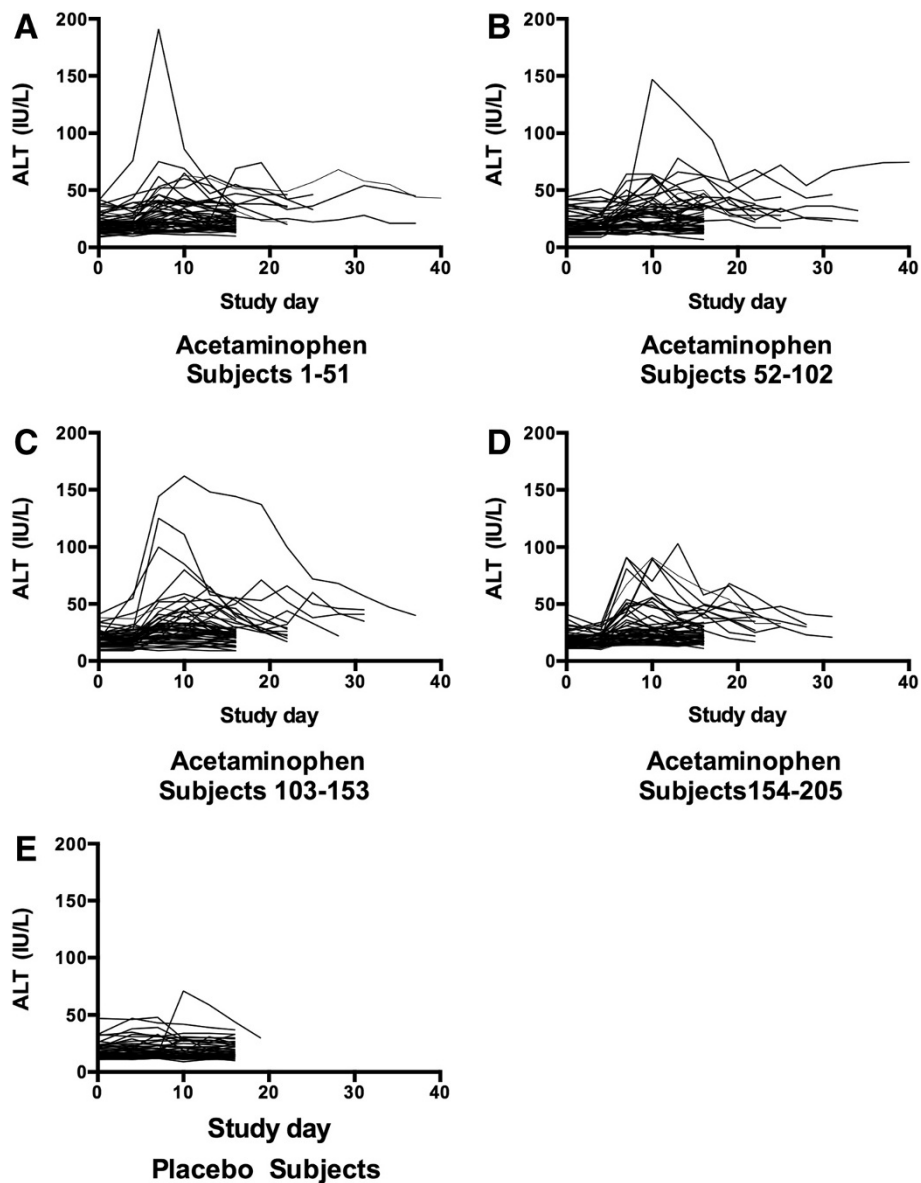 A
200
150
100
50
0
ALT (IU/L)
0 10 20 30 40
Study day
Acetaminophen
Subjects 1-51
B
200
150
100
50
0
ALT (IU/L)
0 10 20 30 40
Study day
Acetaminophen
Subjects 52-102
C
200
150
100
50
0
ALT (IU/L)
0 10 20 30 40
Study day
Acetaminophen
Subjects 103-153
D
200
150
100
50
0
ALT (IU/L)
0 10 20 30 40
Study day
Acetaminophen
Subjects154-205
E
200
150
100
50
0
ALT (IU/L)
0 10 20 30 40
Study day
Placebo Subjects